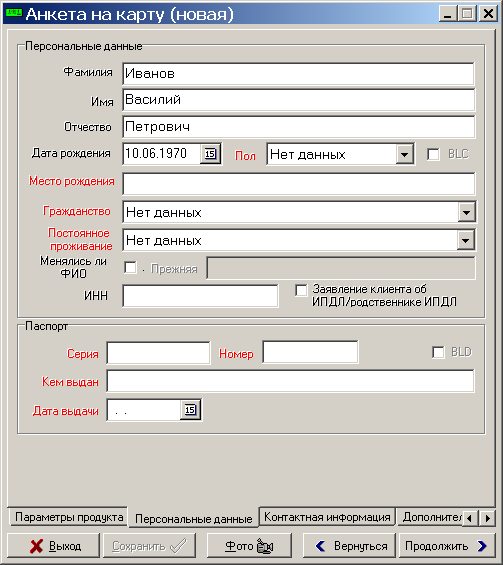 Анкета на карту (новая)
Персональные данные
Фамилия Иванов
Имя Василий
Отчество Петрович
Дата рождения 10.06.1970 15 Пол Нет данных BLC
Место рождения
Гражданство Нет данных
Постоянное
проживание Нет данных
Менялись ли
ФИО . Прежняя
ИНН Заявление клиента об
ИПДЛ/родственнике ИПДЛ
Паспорт
Серия Номер BLD
Кем выдан
Дата выдачи . . 15
Параметры продукта Персональные данные Контактная информация Дополнител
Выход Сохранить Фото Вернуться Продолжить